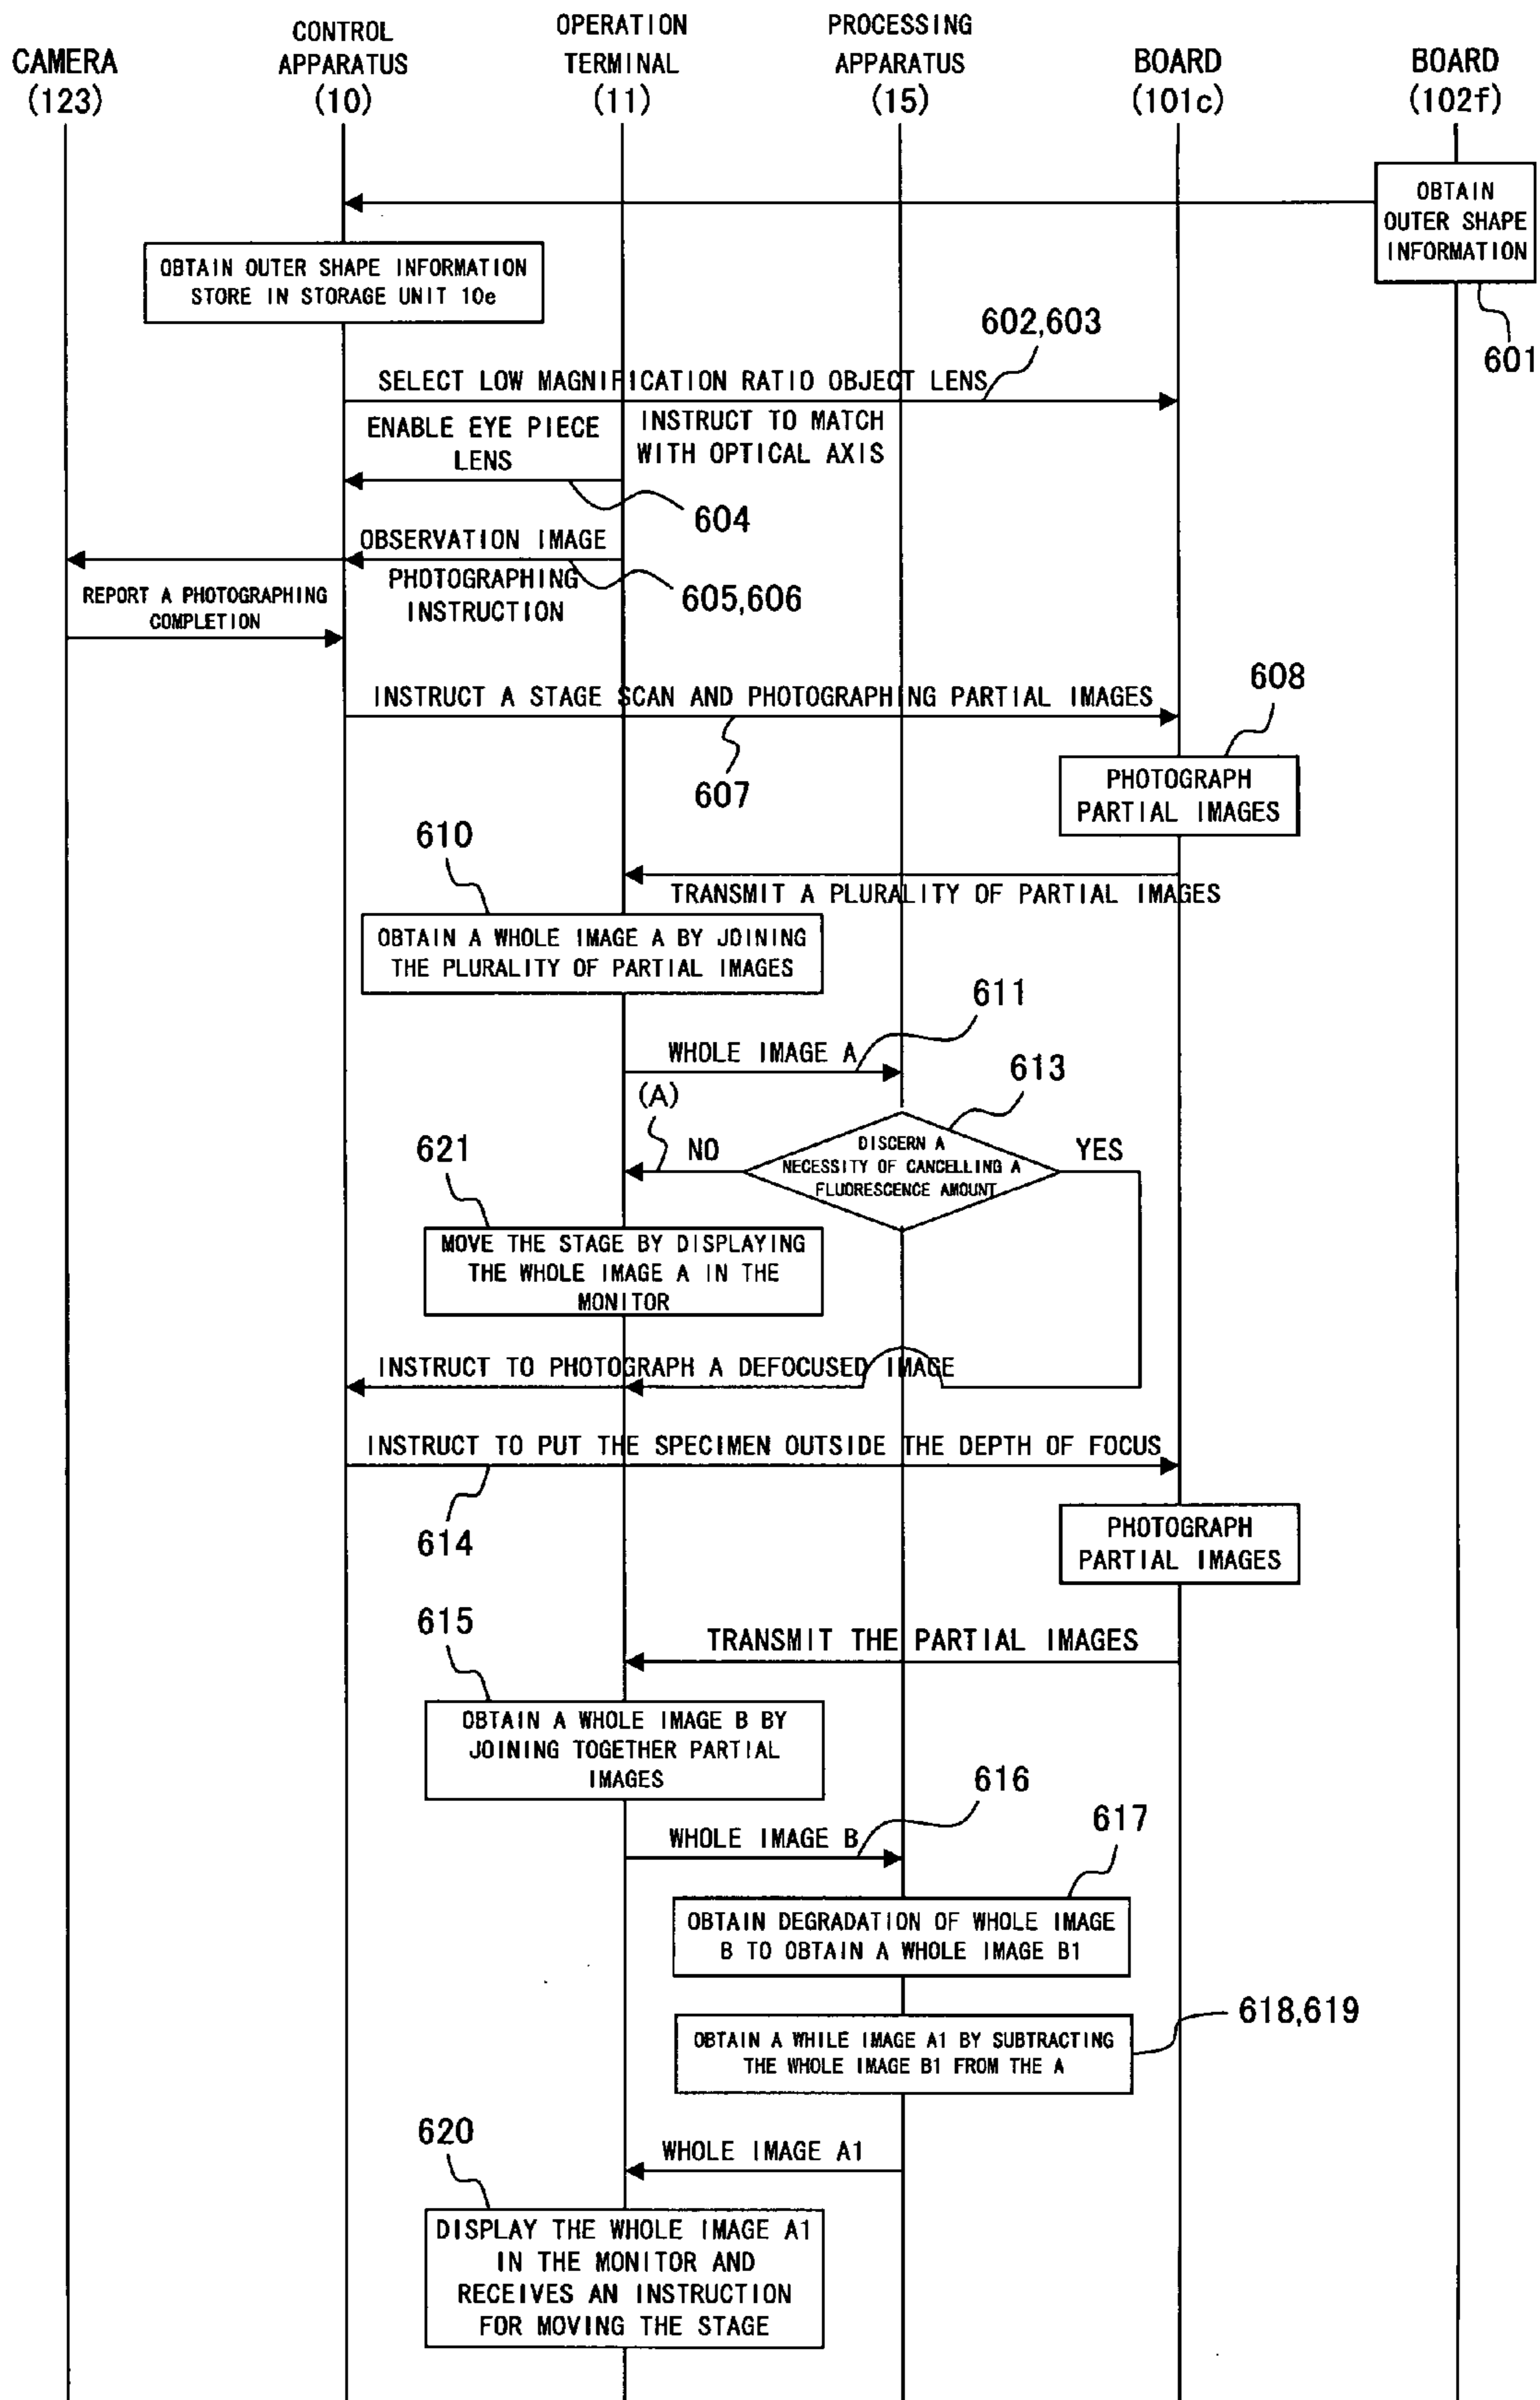 CAMERA
(123)
CONTROL
APPARATUS
(10)
OPERATION
TERMINAL
(11)
PROCESSING
APPARATUS
(15)
BOARD
(101c)
BOARD
(102f)
OBTAIN
OUTER SHAPE
INFORMATION
601
OBTAIN OUTER SHAPE INFORMATION
STORE IN STORAGE UNIT 10e
602,603
SELECT LOW MAGNIFICATION RATIO OBJECT LENS
INSTRUCT TO MATCH
WITH OPTICAL AXIS
ENABLE EYE PIECE
LENS
604
OBSERVATION IMAGE
PHOTOGRAPHING
INSTRUCTION
605,606
REPORT A PHOTOGRAPHING
COMPLETION
INSTRUCT A STAGE SCAN AND PHOTOGRAPHING PARTIAL IMAGES
607
608
PHOTOGRAPH
PARTIAL IMAGES
TRANSMIT A PLURALITY OF PARTIAL IMAGES
610
OBTAIN A WHOLE IMAGE A BY JOINING
THE PLURALITY OF PARTIAL IMAGES
611
WHOLE IMAGE A
613
(A)
NO
DISCERN A
NECESSITY OF CANCELLING A
FLUORESCENCE AMOUNT
YES
621
MOVE THE STAGE BY DISPLAYING
THE WHOLE IMAGE A IN THE
MONITOR
INSTRUCT TO PHOTOGRAPH A DEFOCUSED IMAGE
INSTRUCT TO PUT THE SPECIMEN OUTSIDE THE DEPTH OF FOCUS
614
PHOTOGRAPH
PARTIAL IMAGES
TRANSMIT THE PARTIAL IMAGES
615
OBTAIN A WHOLE IMAGE B BY
JOINING TOGETHER PARTIAL
IMAGES
616
WHOLE IMAGE B
617
OBTAIN DEGRADATION OF WHOLE IMAGE
B TO OBTAIN A WHOLE IMAGE B1
618,619
OBTAIN A WHILE IMAGE A1 BY SUBTRACTING
THE WHOLE IMAGE B1 FROM THE A
WHOLE IMAGE A1
620
DISPLAY THE WHOLE IMAGE A1
IN THE MONITOR AND
RECEIVES AN INSTRUCTION
FOR MOVING THE STAGE